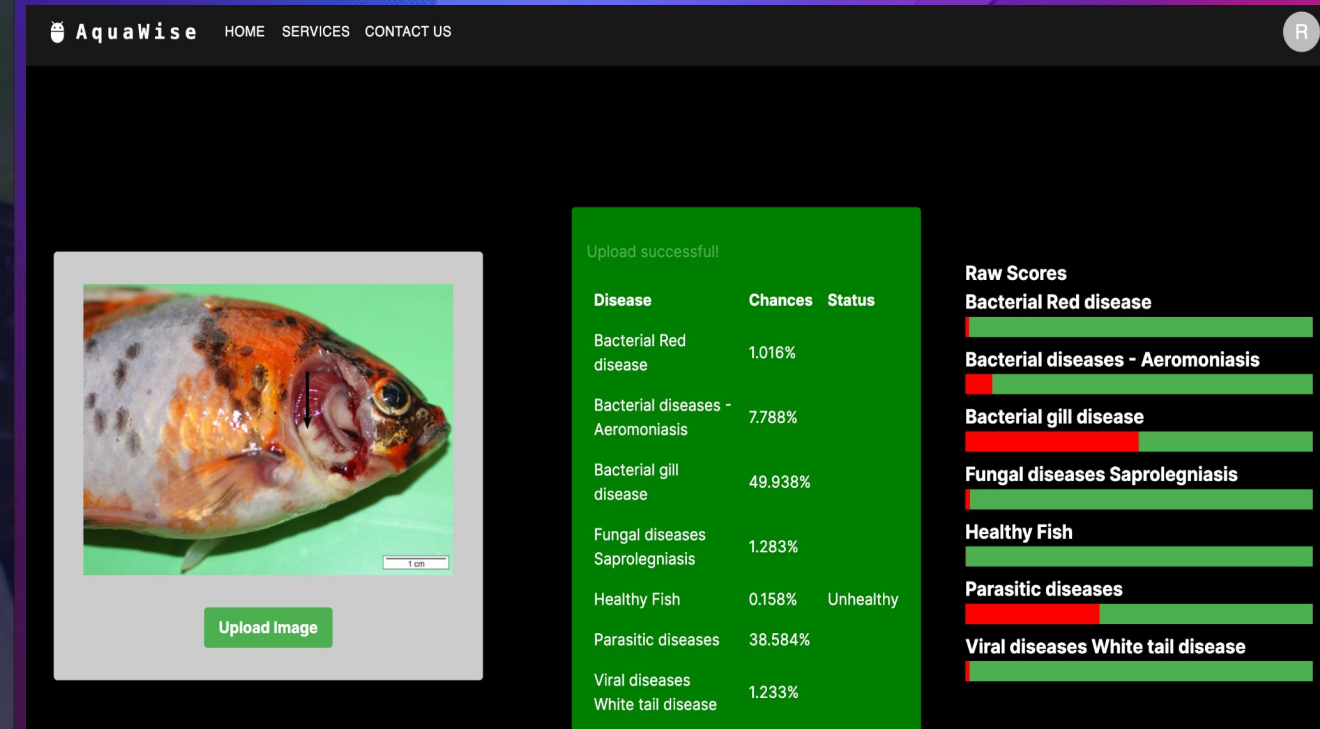 AquaWise HOME SERVICES CONTACT US R
1 cm
Upload Image
Upload successful!
Disease Chances Status
Bacterial Red
disease
1.016%
Bacterial diseases -
Aeromoniasis
7.788%
Bacterial gill
disease
49.938%
Fungal diseases
Saprolegniasis
1.283%
Healthy Fish 0.158% Unhealthy
Parasitic diseases 38.584%
Viral diseases
White tail disease
1.233%
Raw Scores
Bacterial Red disease
Bacterial diseases - Aeromoniasis
Bacterial gill disease
Fungal diseases Saprolegniasis
Healthy Fish
Parasitic diseases
Viral diseases White tail disease